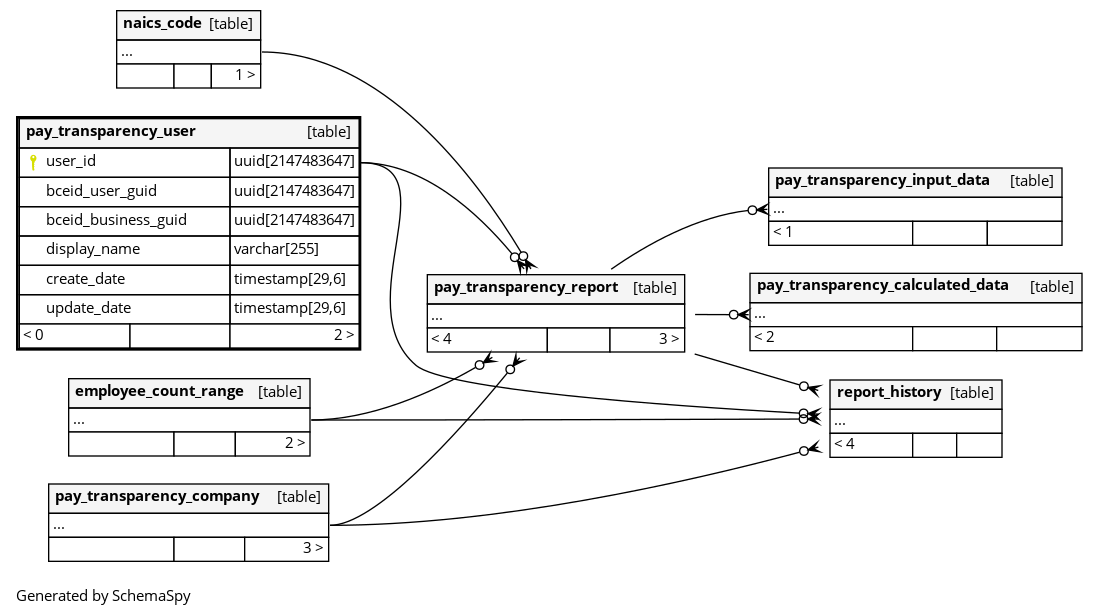 naics_code [table]
...
1 >
pay_transparency_user [table]
user_id uuid[2147483647]
bceid_user_guid uuid[2147483647]
bceid_business_guid uuid[2147483647]
display_name varchar[255]
create_date timestamp[29,6]
update_date timestamp[29,6]
< 0 2 >
employee_count_range [table]
...
2 >
pay_transparency_company [table]
...
3 >
pay_transparency_report [table]
...
< 4 3 >
pay_transparency_input_data [table]
...
< 1
pay_transparency_calculated_data [table]
...
< 2
report_history [table]
...
< 4
Generated by SchemaSpy